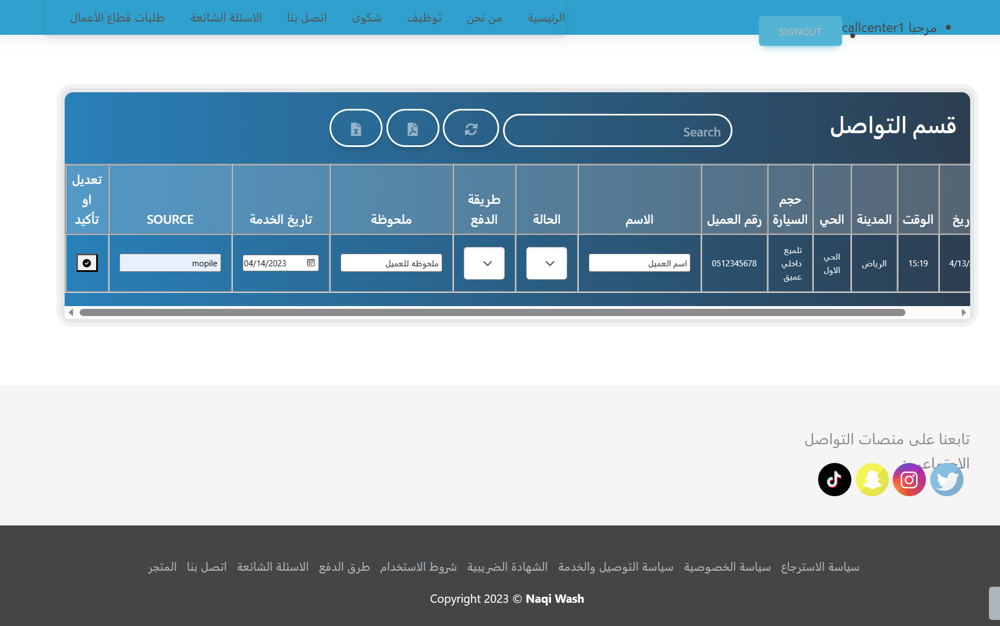 الرئيسية من نحن توظيف شكوى اتصل بنا الاسئلة الشائعة طلبات قطاع الأعمال
مرحبا callcenter1
SIGNOUT
قسم التواصل
Search
ريخ الوقت المدينة الحي حجم السيارة رقم العميل الاسم الحالة طريقة الدفع ملحوظة تاريخ الخدمة SOURCE تعديل او تأكيد
4/13/ 15:19 الرياض الحي الاول تلميع داخلي عميق 0512345678 اسم العميل ملحوظه للعميل 04/14/2023 mopile
تابعنا على منصات التواصل
سياسة الاسترجاع سياسة الخصوصية سياسة التوصيل والخدمة الشهادة الضريبية شروط الاستخدام طرق الدفع الاسئلة الشائعة اتصل بنا المتجر
Copyright 2023 © Naqi Wash